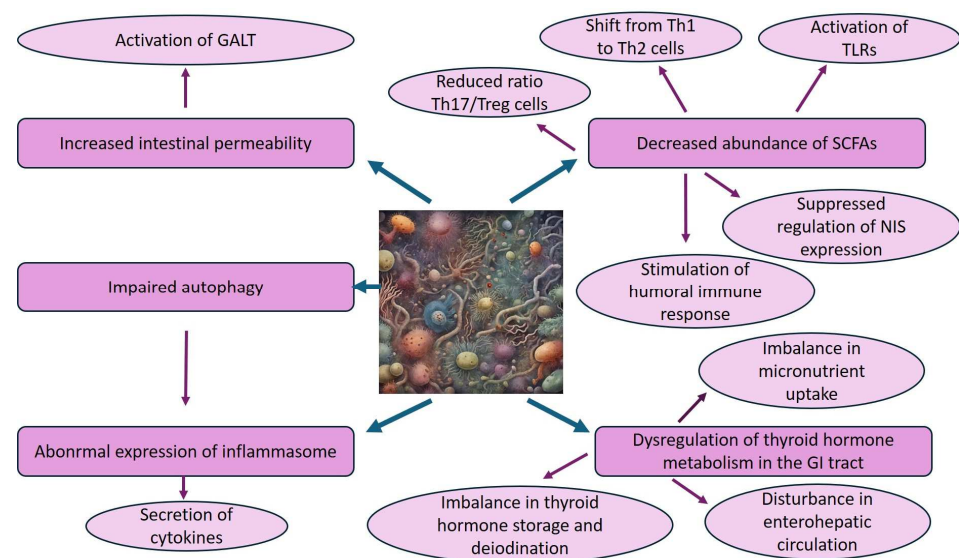 Activation of GALT
Increased intestinal permeability
Impaired autophagy
Abonrmal expression of inflammasome
Secretion of
cytokines
Shift from Th1
to Th2 cells
Activation of
TLRs
Reduced ratio
Th17/Treg cells
Decreased abundance of SCFAs
Suppressed
regulation of NIS
expression
Stimulation of
humoral immune
response
Imbalance in
micronutrient
uptake
Dysregulation of thyroid hormone
metabolism in the GI tract
Imbalance in thyroid
hormone storage and
deiodination
Disturbance in
enterohepatic
circulation